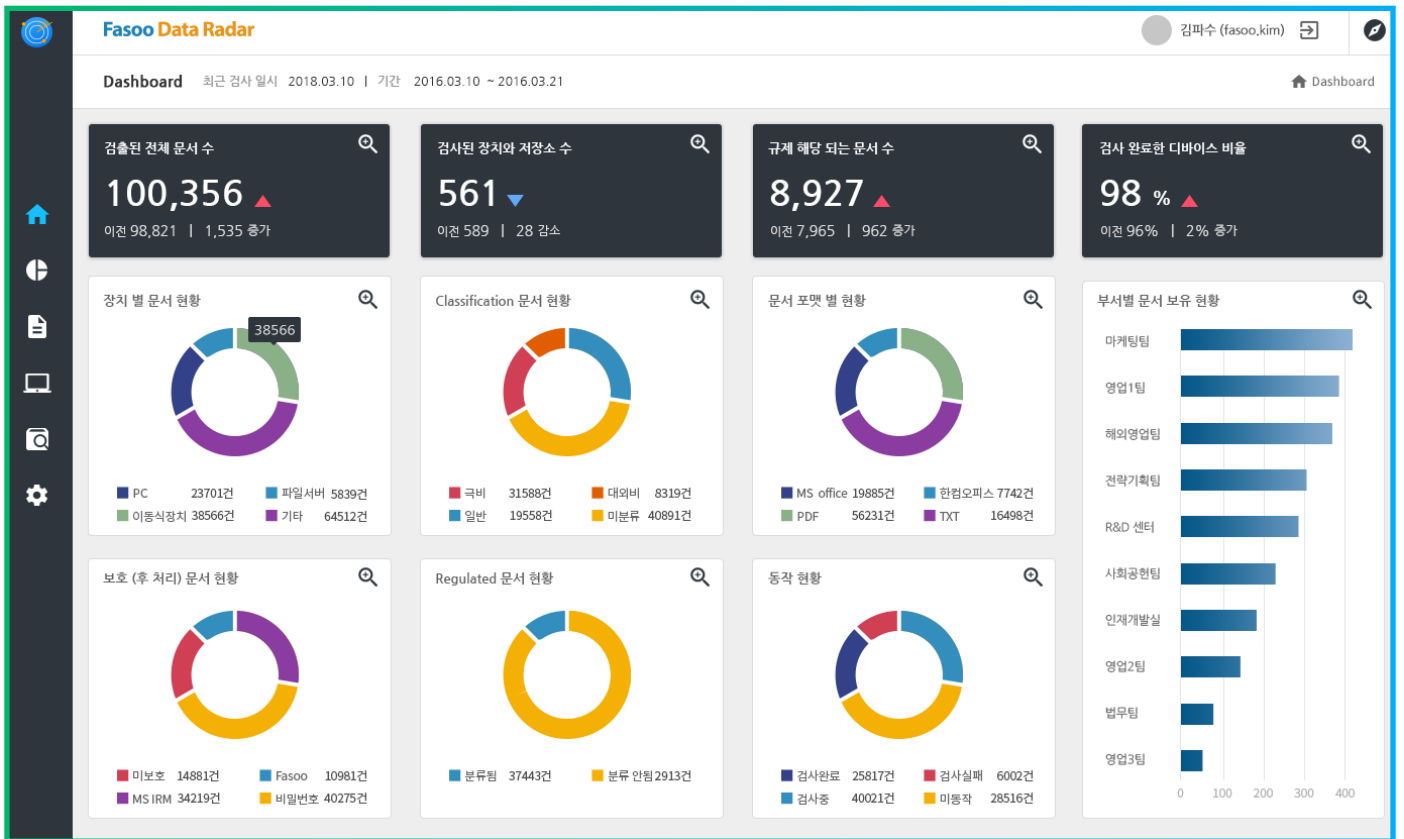 Fasoo Data Radar
김파수 (fasoo.kim)
Dashboard 최근 검사 일시 2018.03.10 | 기간 2016.03.10 ~ 2016.03.21
Dashboard
검출된 전체 문서 수
100,356
이전 98,821 | 1,535 증가
검사된 장치와 저장소 수
561
이전 589 | 28 감소
규제 해당 되는 문서 수
8,927
이전 7,965 | 962 증가
검사 완료한 디바이스 비율
98 %
이전 96% | 2% 증가
장치 별 문서 현황
38566
PC 23701건 파일서버 5839건
이동식장치 38566건 기타 64512건
Classification 문서 현황
극비 31588건 대외비 8319건
일반 19558건 미분류 40891건
문서 포맷 별 현황
MS office 19885건 한컴오피스 7742건
PDF 56231건 TXT 16498건
부서별 문서 보유 현황
마케팅팀
영업1팀
해외영업팀
전략기획팀
R&D 센터
사회공헌팀
인재개발실
영업2팀
법무팀
영업3팀
0 100 200 300 400
보호 (후 처리) 문서 현황
미보호 14881건 Fasoo 10981건
MS IRM 34219건 비밀번호 40275건
Regulated 문서 현황
분류됨 37443건 분류 안됨 2913건
동작 현황
검사완료 25817건 검사실패 6002건
검사중 40021건 미동작 28516건